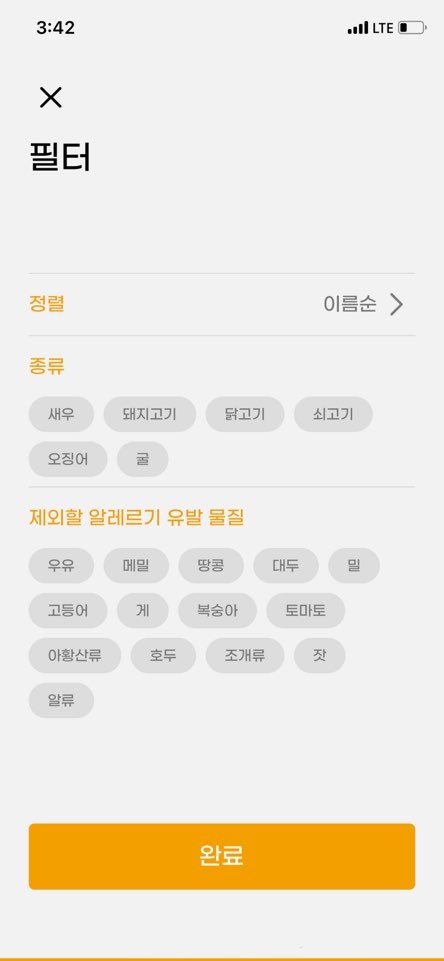 3:42 LTE
필터
정렬 이름순
종류
새우 돼지고기 닭고기 쇠고기
오징어 굴
제외할 알레르기 유발 물질
우유 메밀 땅콩 대두 밀
고등어 게 복숭아 토마토
아황산류 호두 조개류 잣
알류
완료